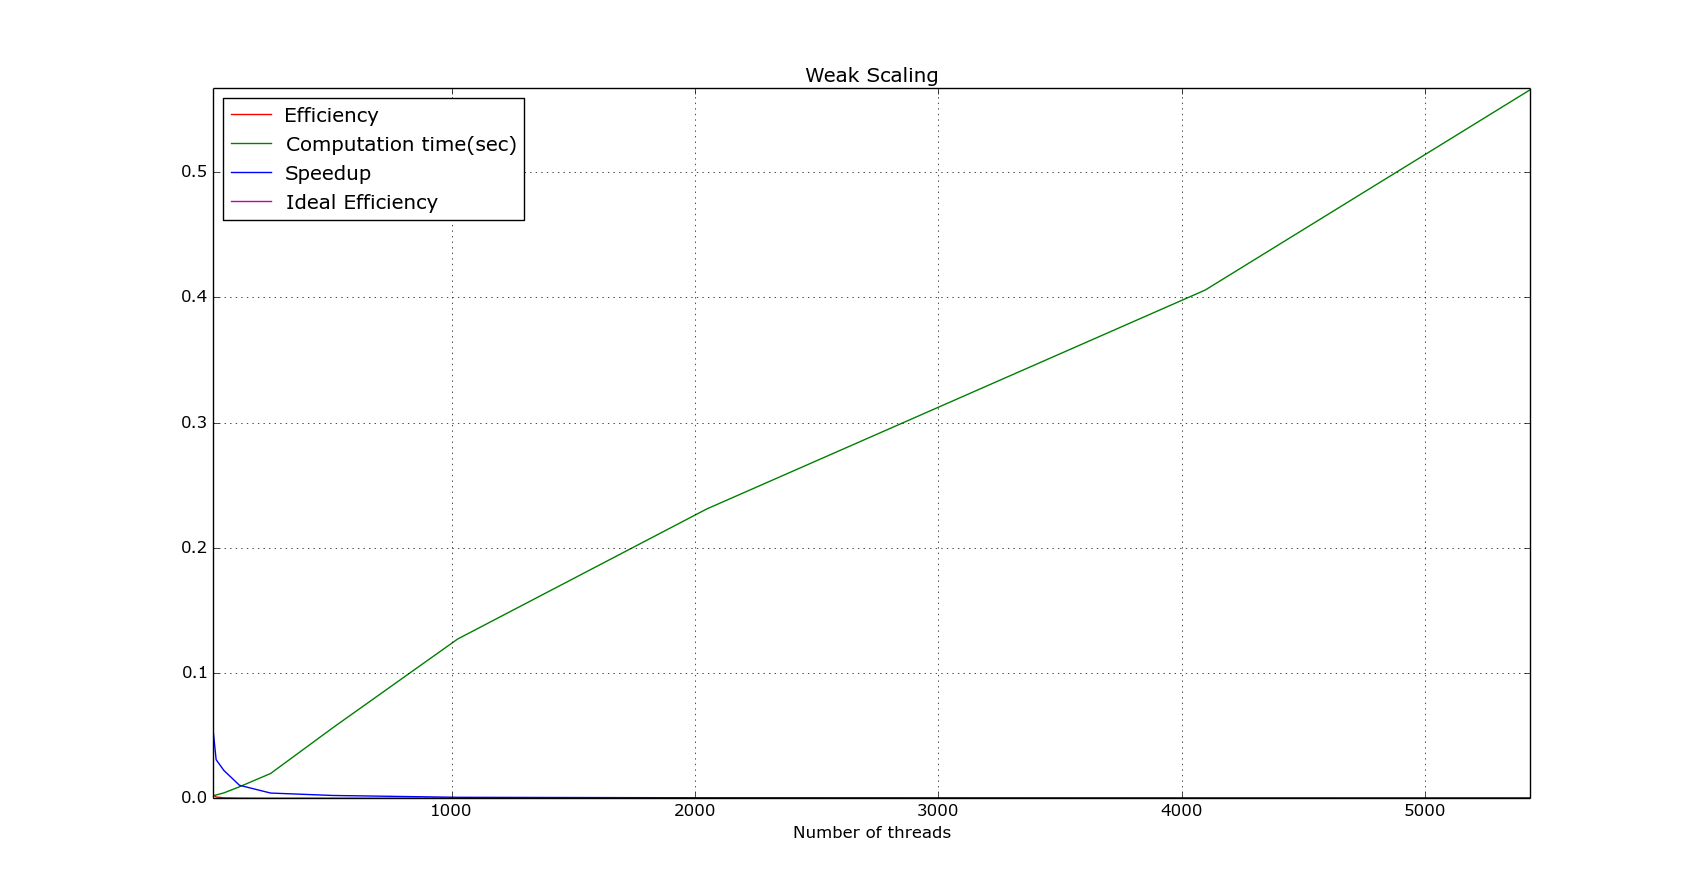 Weak Scaling
Efficiency
Computation time(sec)
Speedup
Ideal Efficiency
0.5
0.4
0.3
0.2
0.1
0.0
1000 2000 3000 4000 5000
Number of threads